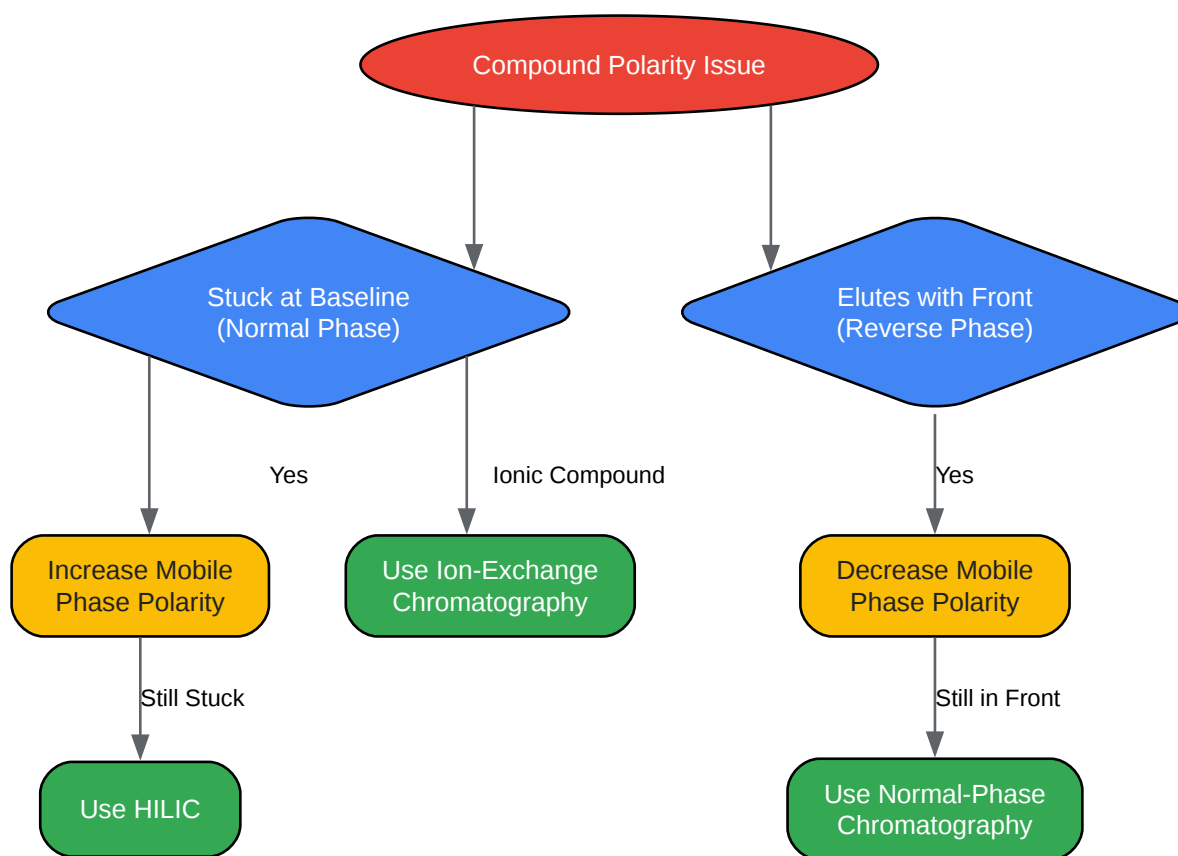 Compound Polarity Issue
Stuck at Baseline
(Normal Phase)
Elutes with Front
(Reverse Phase)
Yes
Ionic Compound
Yes
Increase Mobile
Phase Polarity
Use Ion-Exchange
Chromatography
Decrease Mobile
Phase Polarity
Still Stuck
Still in Front
Use HILIC
Use Normal-Phase
Chromatography